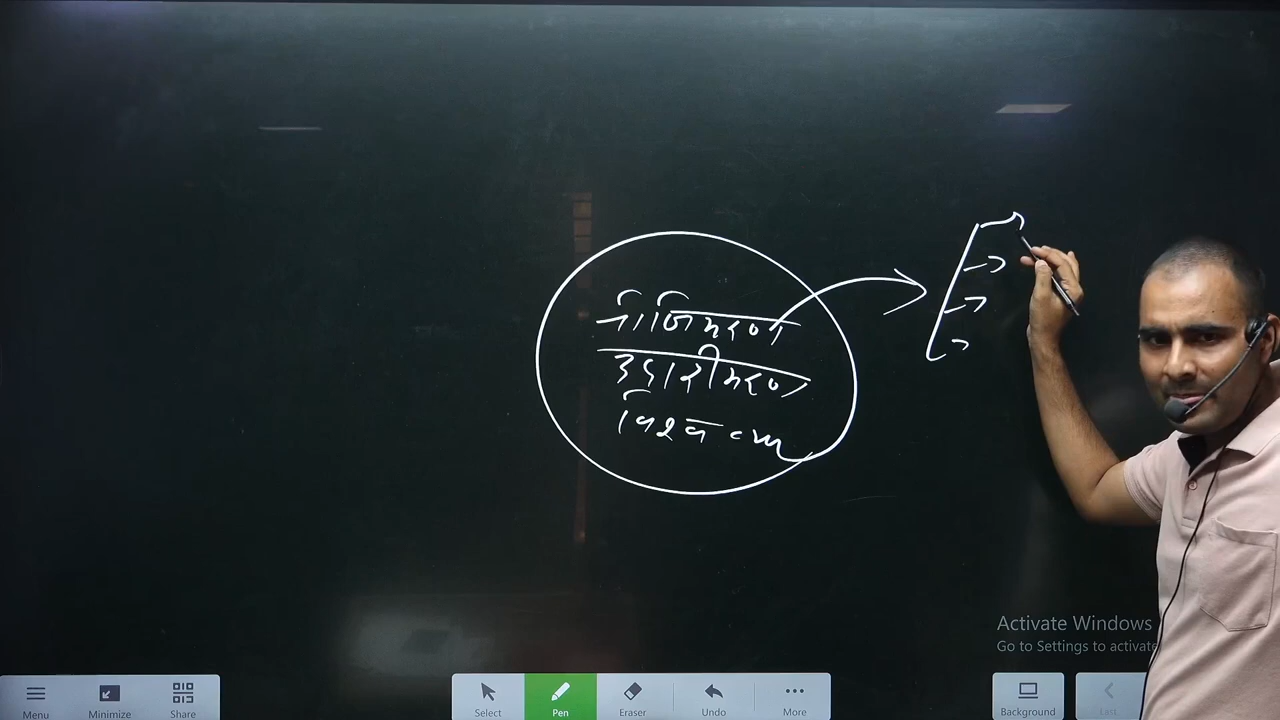 निजिकरण
उदारीकरण
Activate Windows
Go to Settings to activate
Menu
Minimize
Share
Select
Pen
Eraser
Undo
More
Background